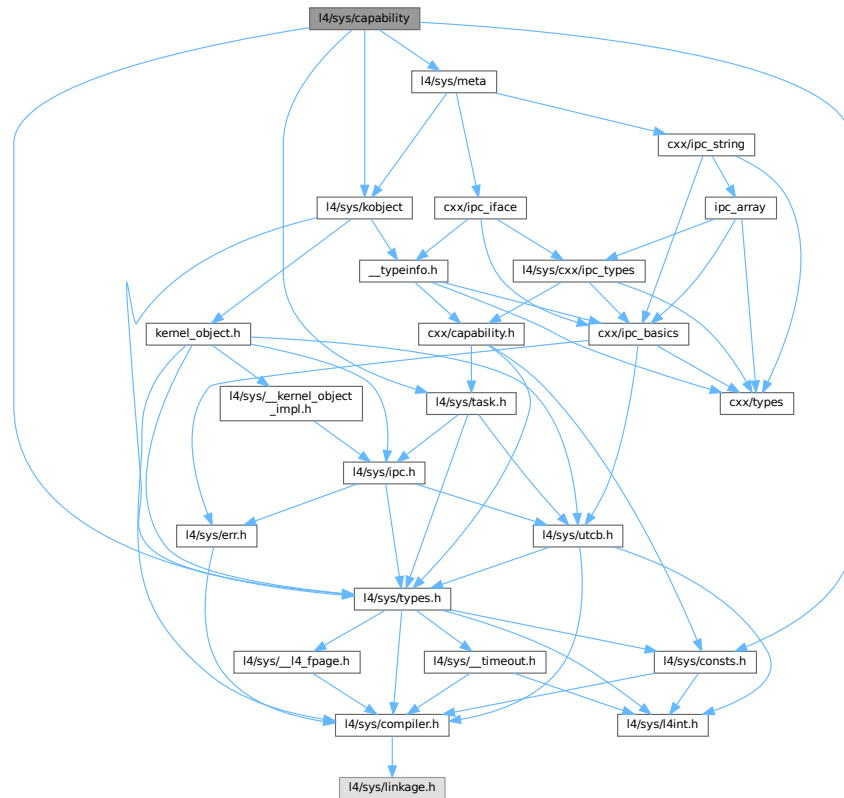 l4/sys/capability
l4/sys/meta
cxx/ipc_string
l4/sys/kobject
cxx/ipc_iface
ipc_array
__typeinfo.h
l4/sys/cxx/ipc_types
kernel_object.h
cxx/capability.h
cxx/ipc_basics
l4/sys/__kernel_object
_impl.h
l4/sys/task.h
cxx/types
l4/sys/ipc.h
l4/sys/err.h
l4/sys/utcb.h
l4/sys/types.h
l4/sys/__l4_fpage.h
l4/sys/__timeout.h
l4/sys/consts.h
l4/sys/compiler.h
l4/sys/l4int.h
l4/sys/linkage.h